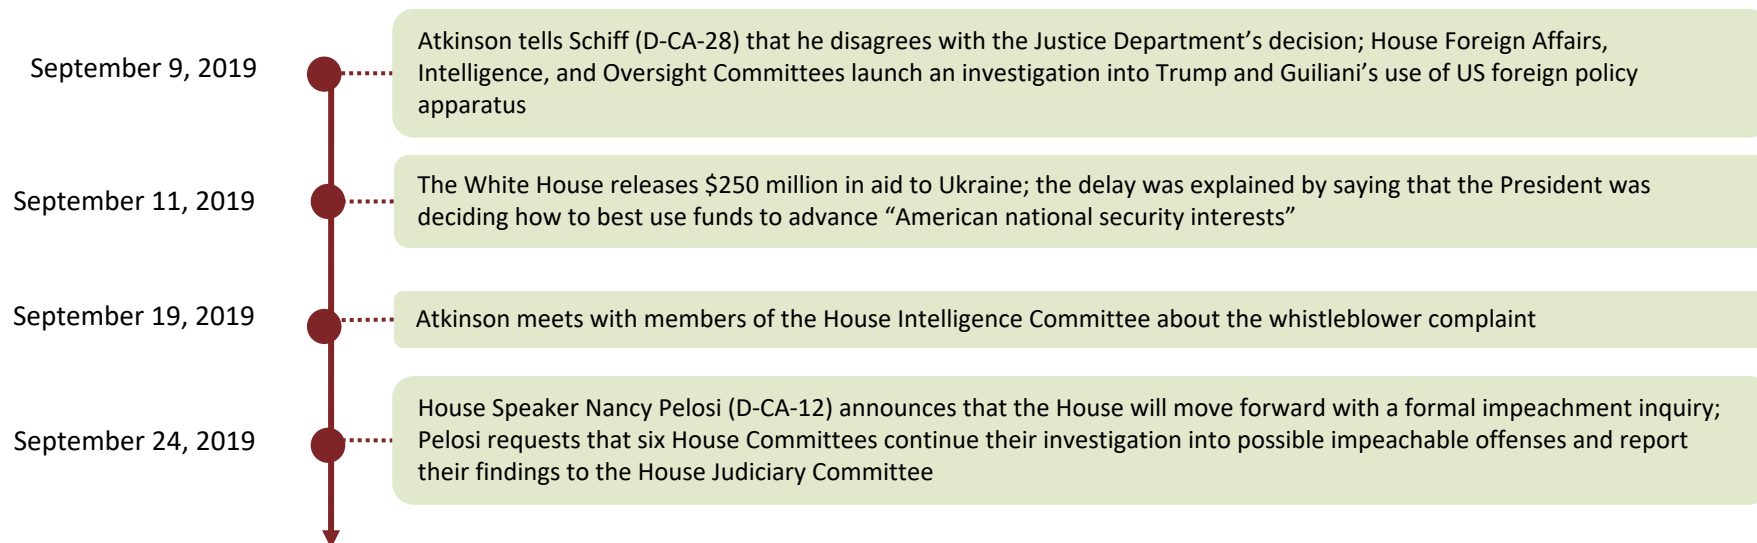 September 9, 2019
Atkinson tells Schiff (D-CA-28) that he disagrees with the Justice Department’s decision; House Foreign Affairs,
Intelligence, and Oversight Committees launch an investigation into Trump and Guiliani’s use of US foreign policy
apparatus
September 11, 2019
The White House releases $250 million in aid to Ukraine; the delay was explained by saying that the President was
deciding how to best use funds to advance “American national security interests”
September 19, 2019
Atkinson meets with members of the House Intelligence Committee about the whistleblower complaint
September 24, 2019
House Speaker Nancy Pelosi (D-CA-12) announces that the House will move forward with a formal impeachment inquiry;
Pelosi requests that six House Committees continue their investigation into possible impeachable offenses and report
their findings to the House Judiciary Committee